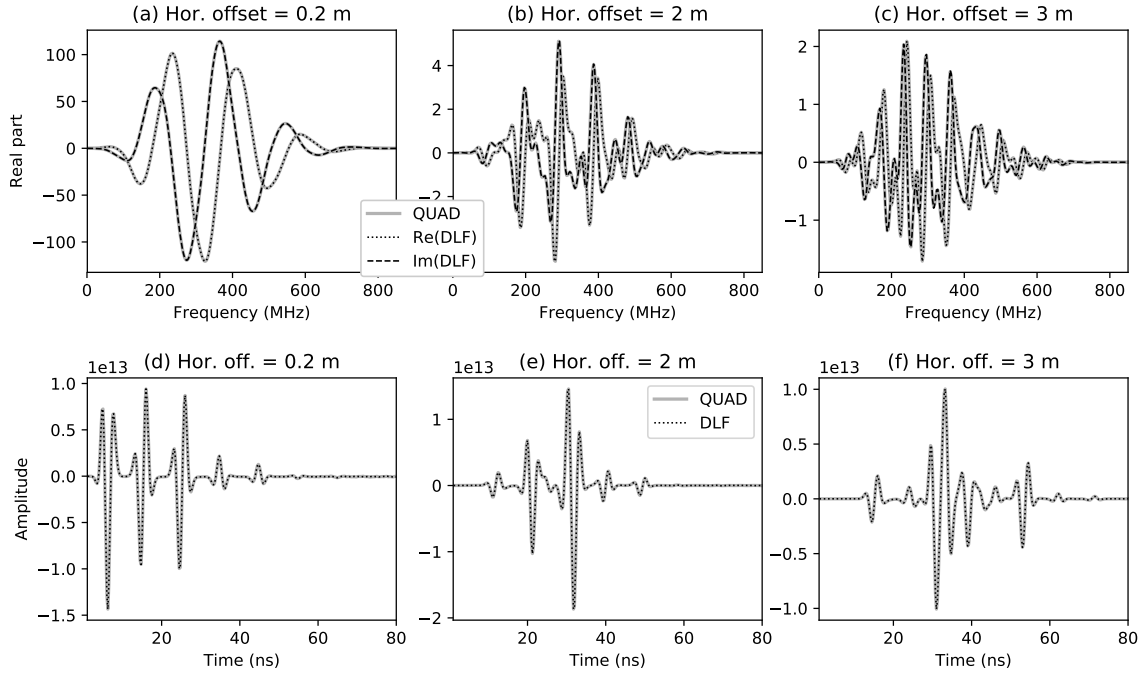 (a) Hor. offset = 0.2 m
(b) Hor. offset = 2 m
(c) Hor. offset = 3 m
Real part
100
50
0
−50
−100
4
2
0
−2
2
1
0
−1
QUAD
Re(DLF)
Im(DLF)
0 200 400 600 800
0 200 400 600 800
0 200 400 600 800
Frequency (MHz)
Frequency (MHz)
Frequency (MHz)
(d) Hor. off. = 0.2 m
(e) Hor. off. = 2 m
(f) Hor. off. = 3 m
1e13
1e13
1e13
Amplitude
1.0
0.5
0.0
−0.5
−1.0
−1.5
1
0
−1
−2
1.0
0.5
0.0
−0.5
−1.0
QUAD
DLF
20 40 60 80
20 40 60 80
20 40 60 80
Time (ns)
Time (ns)
Time (ns)